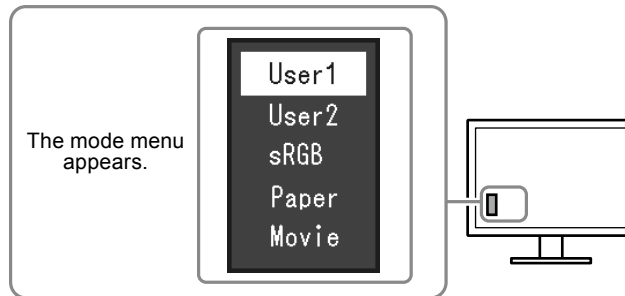 The mode menu
appears.
User1
User2
sRGB
Paper
Movie